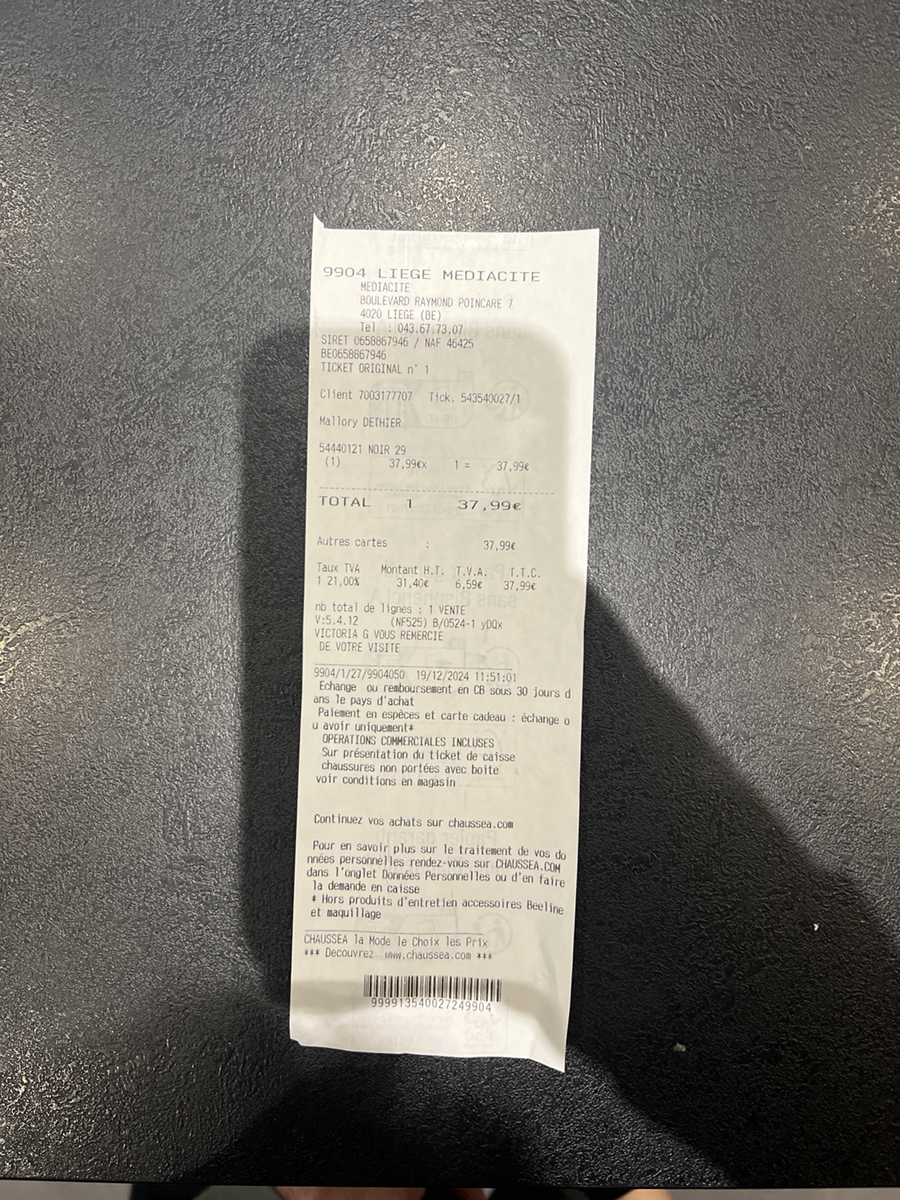 9904 LIEGE MEDIACITE
MEDIACITE
BOULEVARD RAYMOND POINCARE 7
4020 LIEGE (BE)
Tel : 043.67.73.07
SIRET 0658867946 / NAF 46425
BE0658867946
TICKET ORIGINAL n° 1
Client 7003177707 Tick. 543540027/1
Mallory DETHIER
54440121 NOIR 29
(1) 37,99€x 1 = 37,99€
TOTAL 1 37,99€
Autres cartes : 37,99€
Taux TVA Montant H.T. T.V.A. T.T.C.
1 21,00% 31,40€ 6,59€ 37,99€
nb total de lignes : 1 VENTE
V:5.4.12 (NF525) B/0524-1 yDQx
VICTORIA G VOUS REMERCIE
DE VOTRE VISITE
9904/1/27/9904050 19/12/2024 11:51:01
Echange ou remboursement en CB sous 30 jours d
ans le pays d'achat
Paiement en espèces et carte cadeau : échange o
u avoir uniquement*
OPERATIONS COMMERCIALES INCLUSES
Sur présentation du ticket de caisse
chaussures non portées avec boite
voir conditions en magasin
Continuez vos achats sur chaussea.com
Pour en savoir plus sur le traitement de vos do
nnées personnelles rendez-vous sur CHAUSSEA.COM
dans l'onglet Données Personnelles ou d'en faire
la demande en caisse
* Hors produits d'entretien accessoires Beeline
et maquillage
CHAUSSEA la Mode le Choix les Prix
*** Decouvrez www.chaussea.com ***
999913540027249904